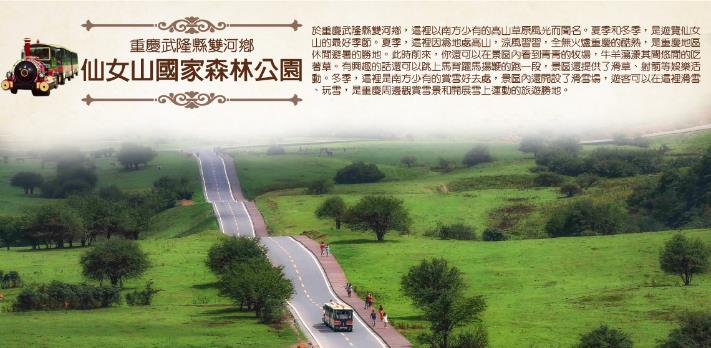 重慶武隆縣雙河鄉
仙女山國家森林公園
於重慶武隆縣雙河鄉，這裡以南方少有的高山草原風光而聞名。夏季和冬季，是遊覽仙女
山的最好季節。夏季，這裡因為地處高山，涼風習習，全無火爐重慶的酷熱，是重慶地區
休閒避暑的勝地。此時前來，你還可以在景區內看到青青的牧場，牛羊蕩漾其間悠閒的吃
著草。有興趣的話還可以跳上馬背躍馬揚鞭的跑一段，景區還提供了滑草、射箭等娛樂活
動。冬季，這裡是南方少有的賞雪好去處，景區內還開設了滑雪場，遊客可以在這裡滑雪
、玩雪，是重慶周邊觀賞雪景和開展雪上運動的旅遊勝地。